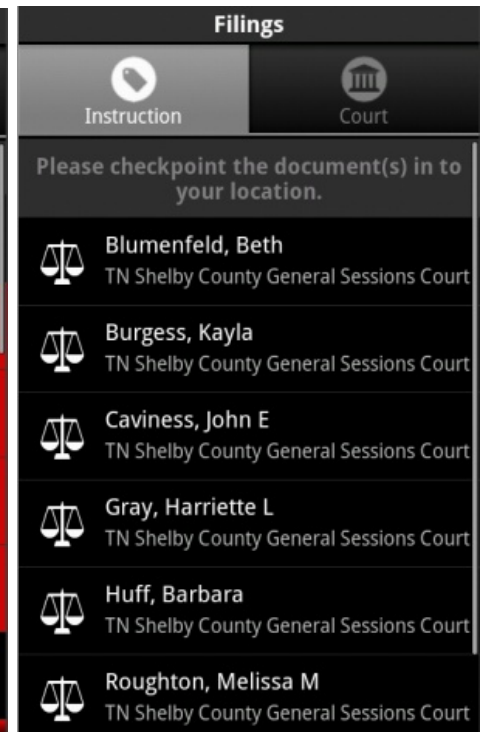 Filings
Instruction
Court
Please checkpoint the document(s) in to
your location.
Blumenfeld, Beth
TN Shelby County General Sessions Court
Burgess, Kayla
TN Shelby County General Sessions Court
Caviness, John E
TN Shelby County General Sessions Court
Gray, Harriette L
TN Shelby County General Sessions Court
Huff, Barbara
TN Shelby County General Sessions Court
Roughton, Melissa M
TN Shelby County General Sessions Court